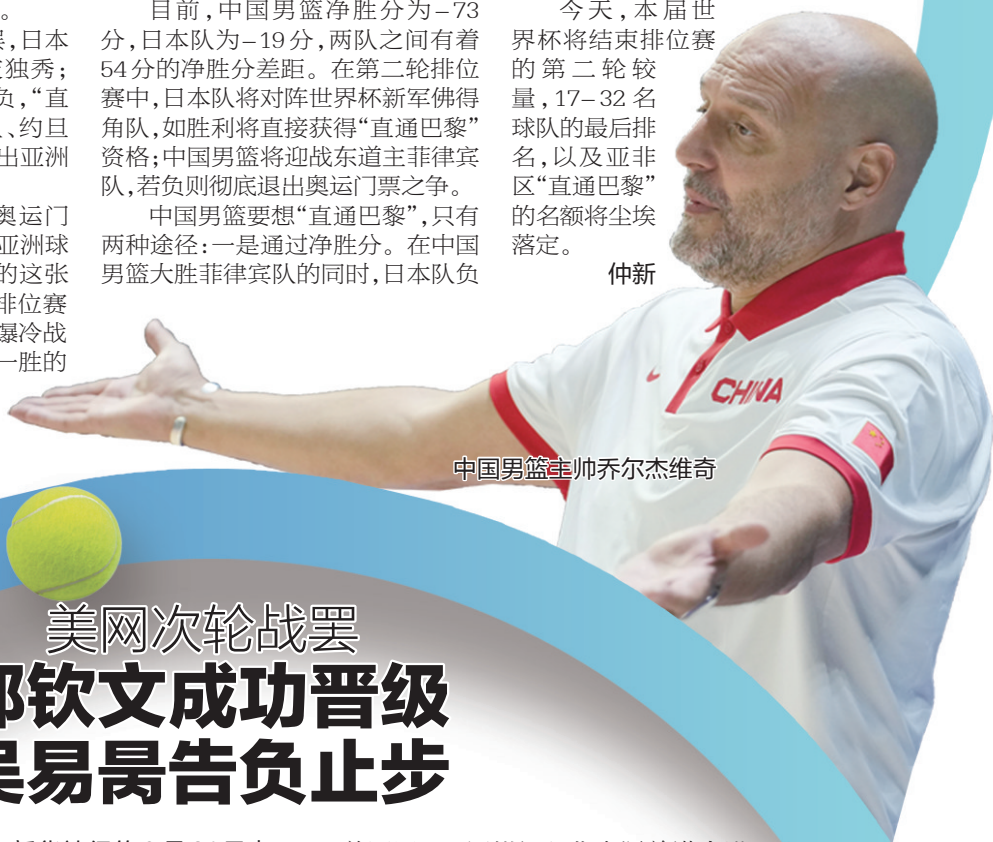 。
,日本
独秀;
负,“直
、约旦
出亚洲
奥运门
亚洲球
的这张
排位赛
爆冷战
一胜的
目前,中国男篮净胜分为-73
分,日本队为-19分,两队之间有着
54分的净胜分差距。在第二轮排位
赛中,日本队将对阵世界杯新军佛得
角队,如胜利将直接获得“直通巴黎”
资格;中国男篮将迎战东道主菲律宾
队,若负则彻底退出奥运门票之争。
中国男篮要想“直通巴黎”,只有
两种途径:一是通过净胜分。在中国
男篮大胜菲律宾队的同时,日本队负
今天,本届世
界杯将结束排位赛
的第二轮较
量,17-32名
球队的最后排
名,以及亚非
区“直通巴黎”
的名额将尘埃
落定。
仲新
CHINA
中国男篮主帅乔尔杰维奇
美网次轮战罢
钦文成功晋级
吴易昺告负止步